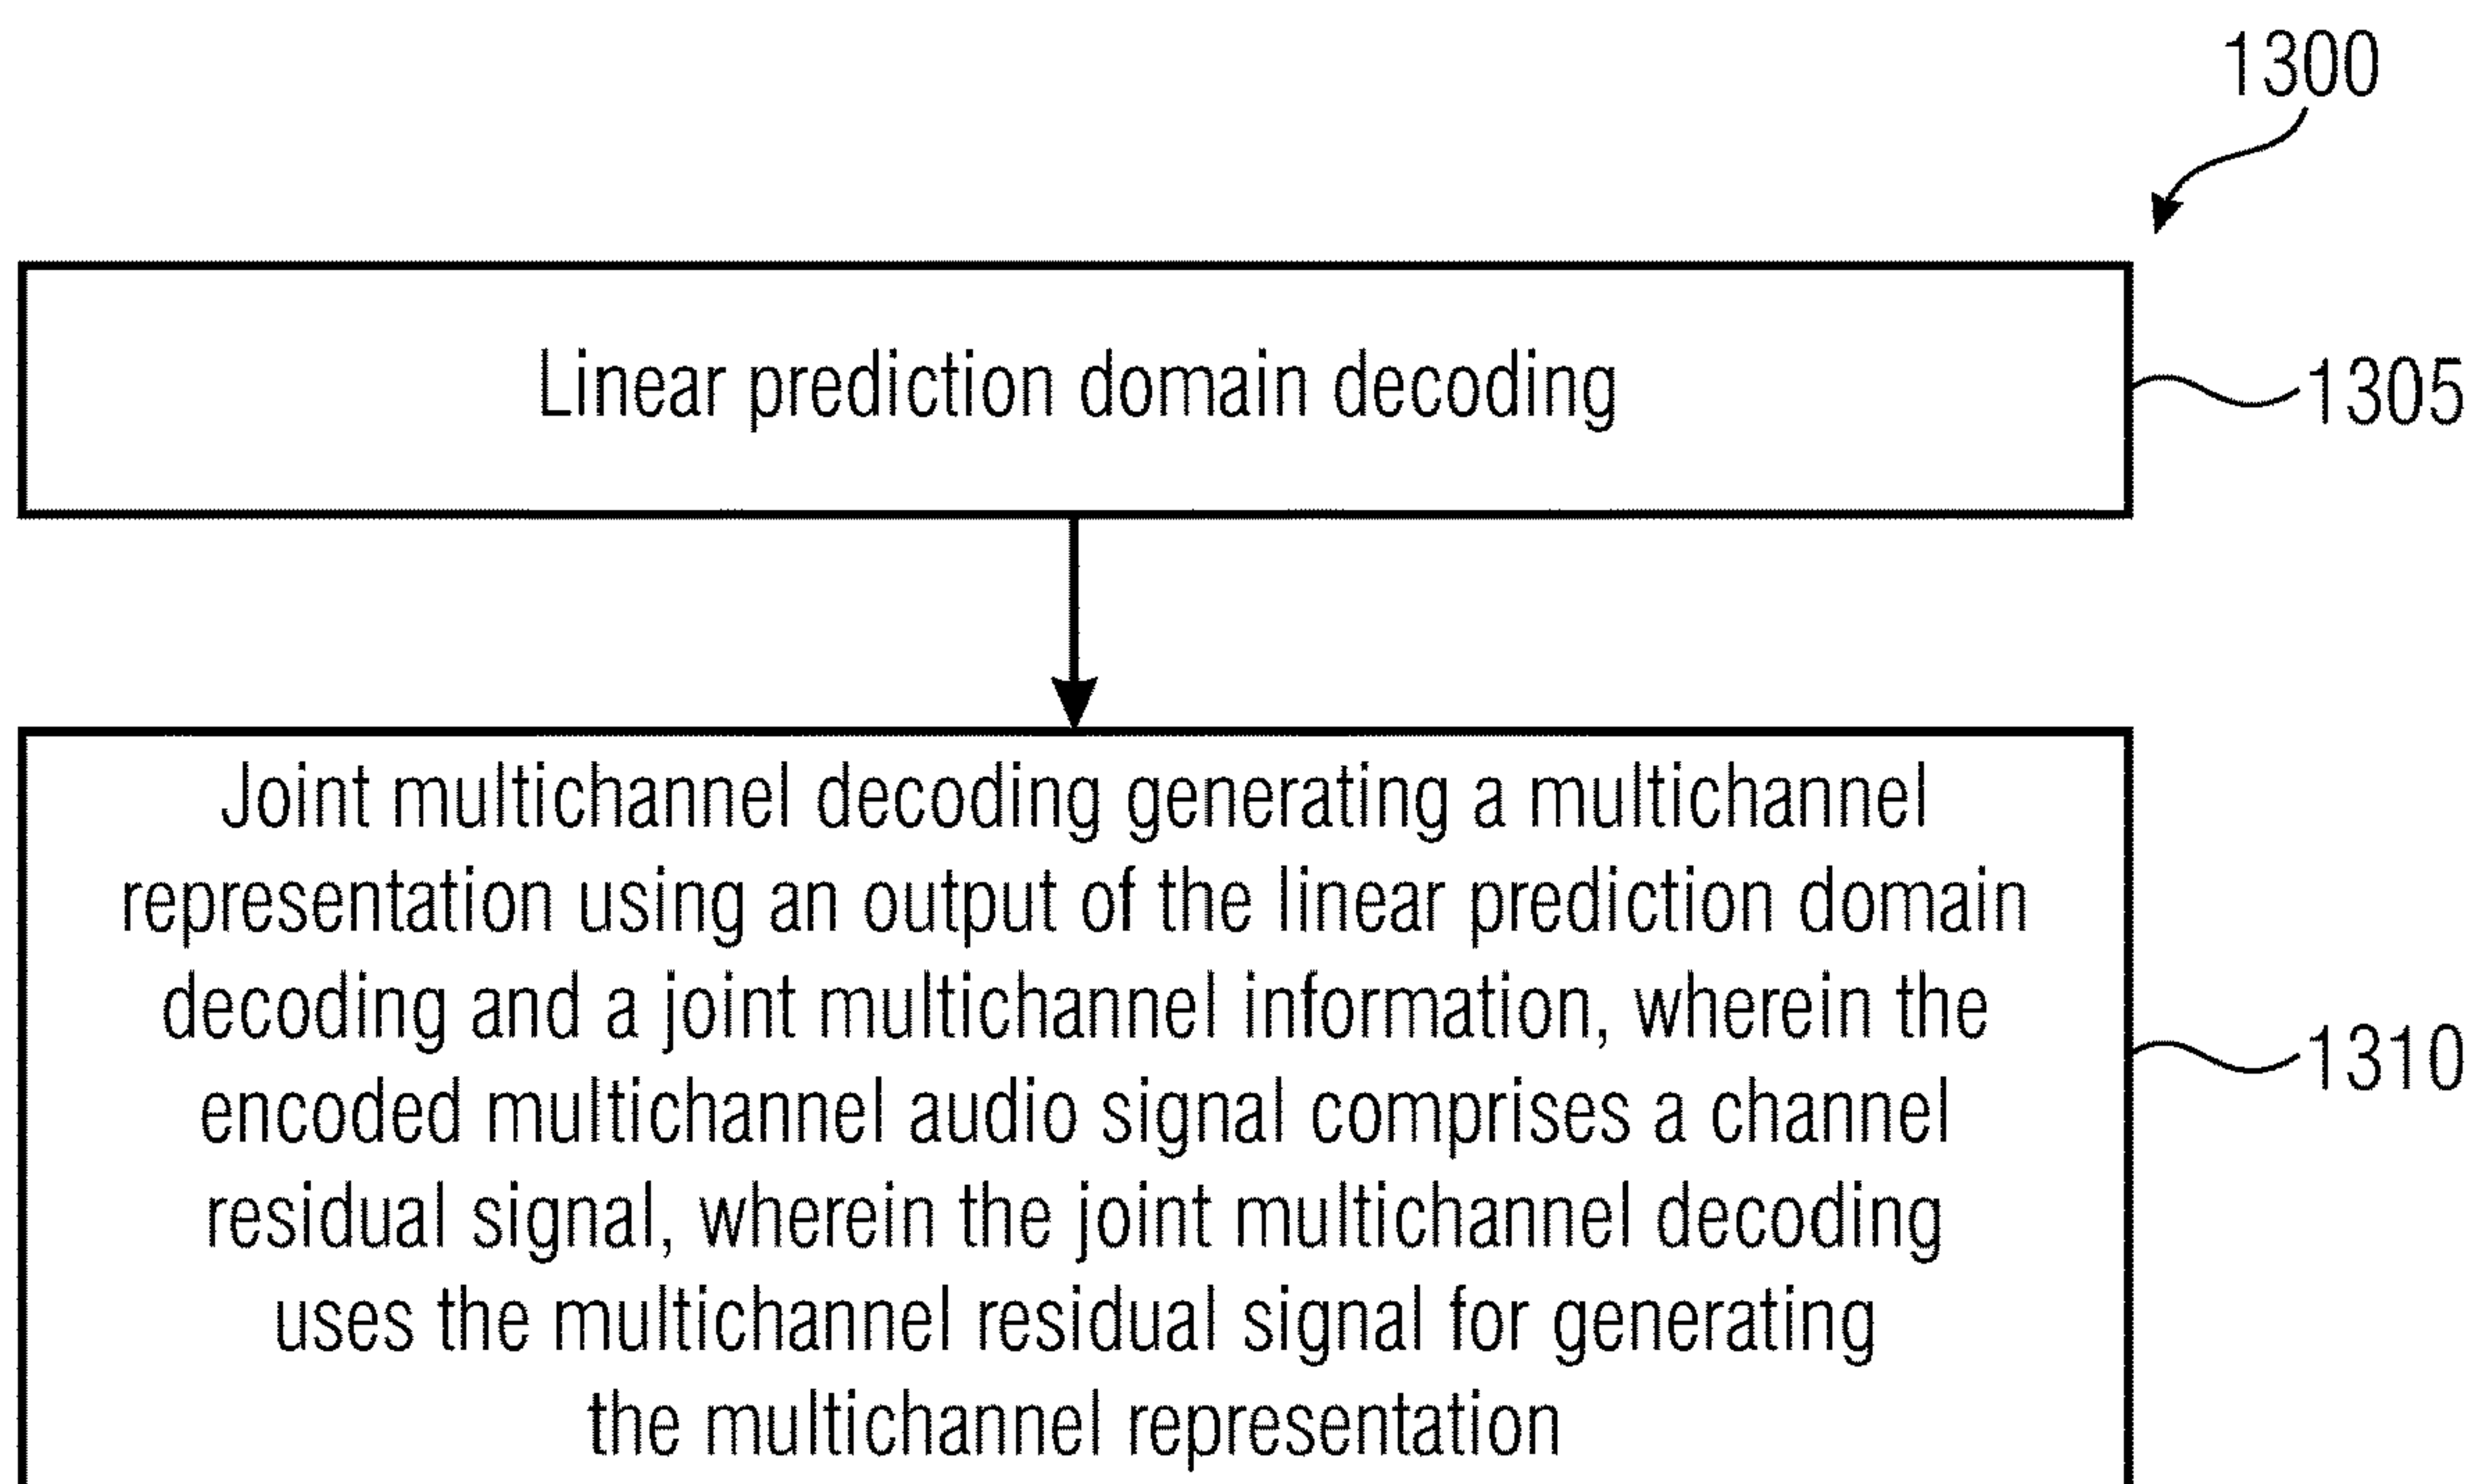 1300
Linear prediction domain decoding
1305
Joint multichannel decoding generating a multichannel
representation using an output of the linear prediction domain
decoding and a joint multichannel information, wherein the
encoded multichannel audio signal comprises a channel
residual signal, wherein the joint multichannel decoding
uses the multichannel residual signal for generating
the multichannel representation
1310